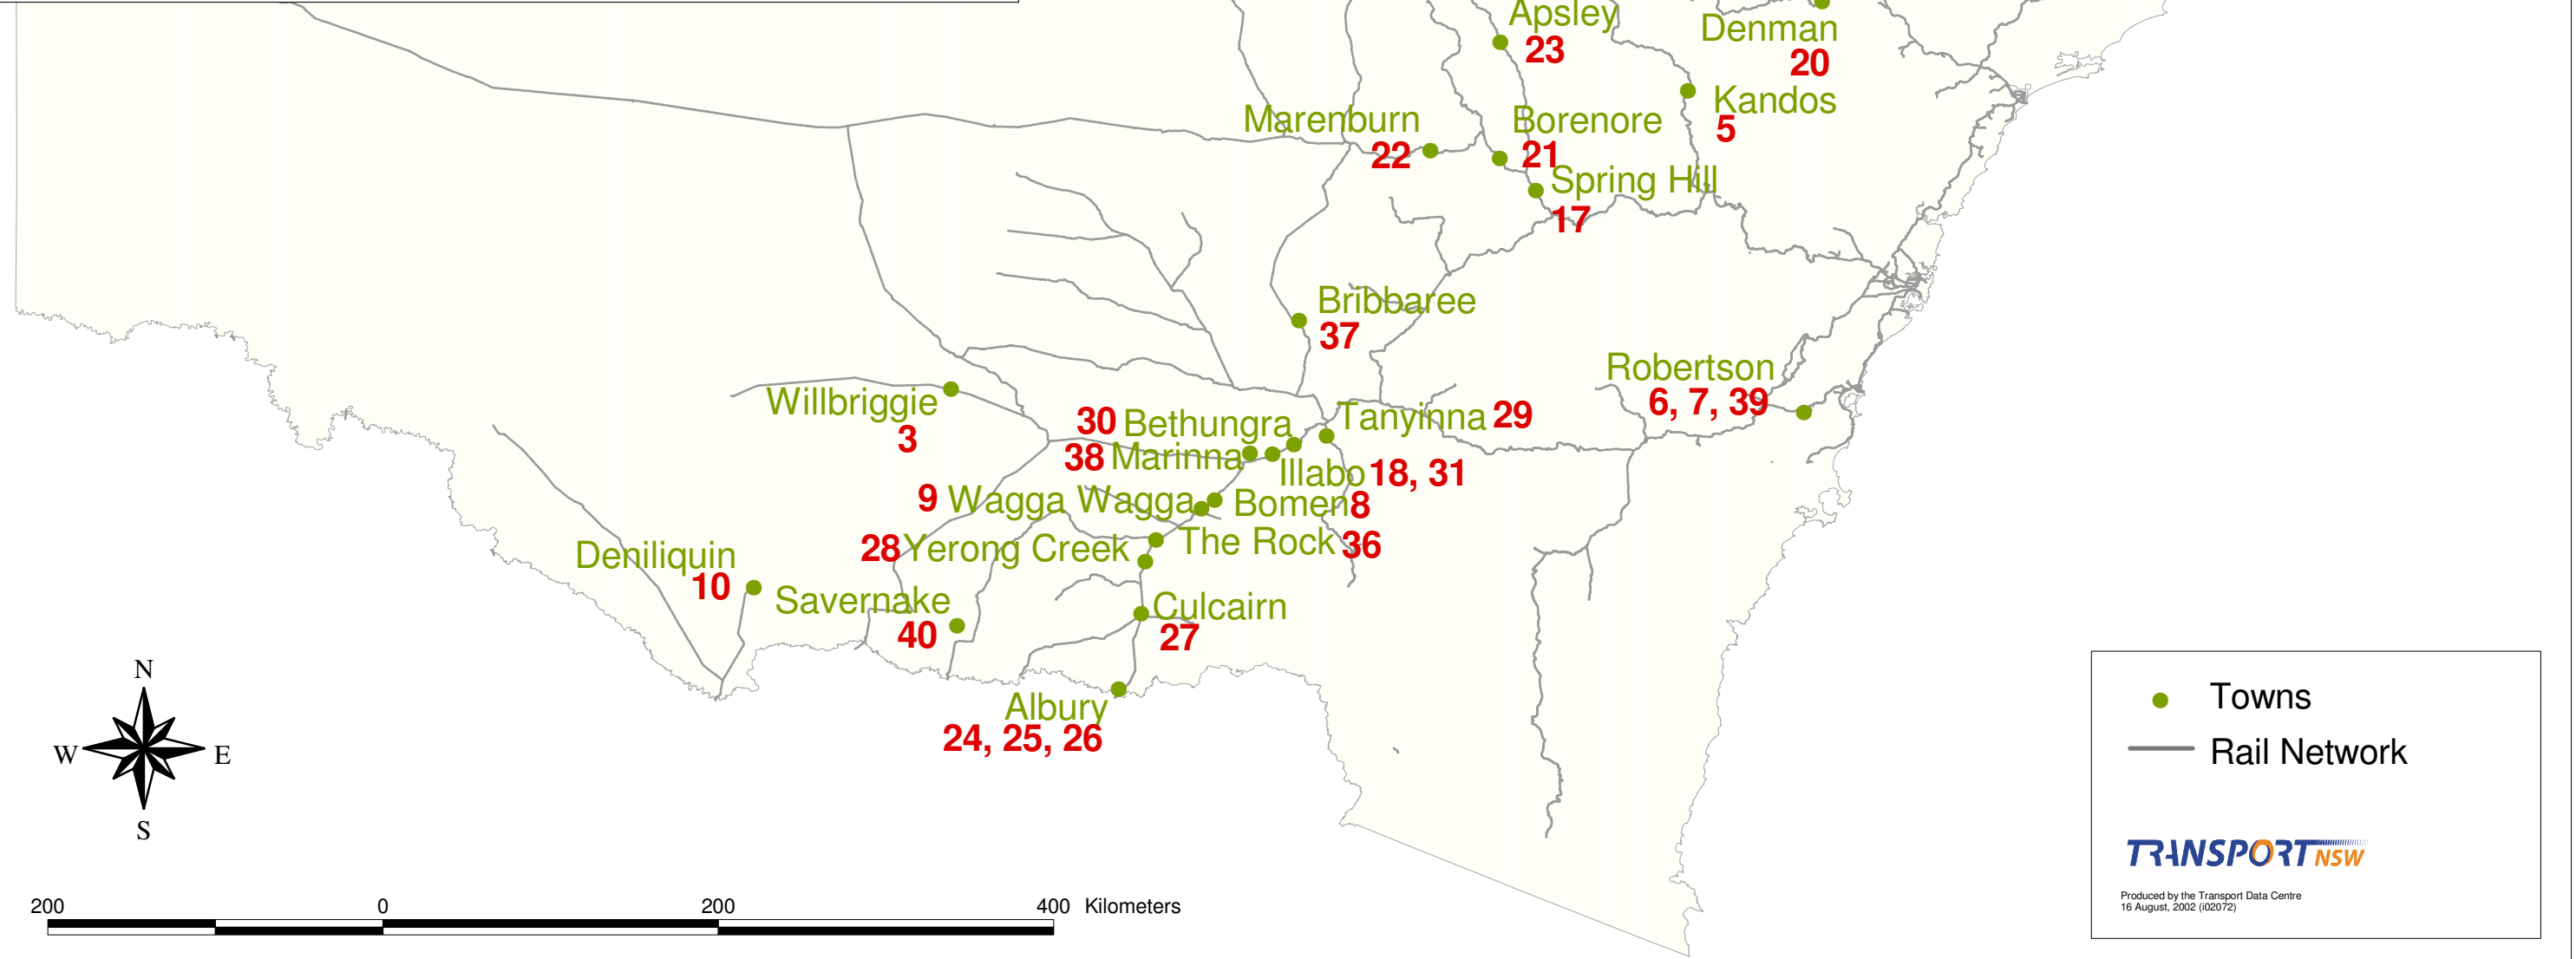 Apsley
23
Denman
20
Kandos
5
Marenburn
22
Borenore
21
Spring Hill
17
Bribbaree
37
Robertson
6, 7, 39
Willbriggie
3
30 Bethungra
Tanyinna 29
38 Marinna
Illabo 18, 31
9 Wagga Wagga
Bomen 8
28 Yerong Creek
The Rock 36
Deniliquin
10
Savernake
40
Culcairn
27
Albury
24, 25, 26
N
W E
S
200 0 200 400 Kilometers
Towns
Rail Network
TRANSPORT NSW
Produced by the Transport Data Centre
16 August, 2002 (i02072)